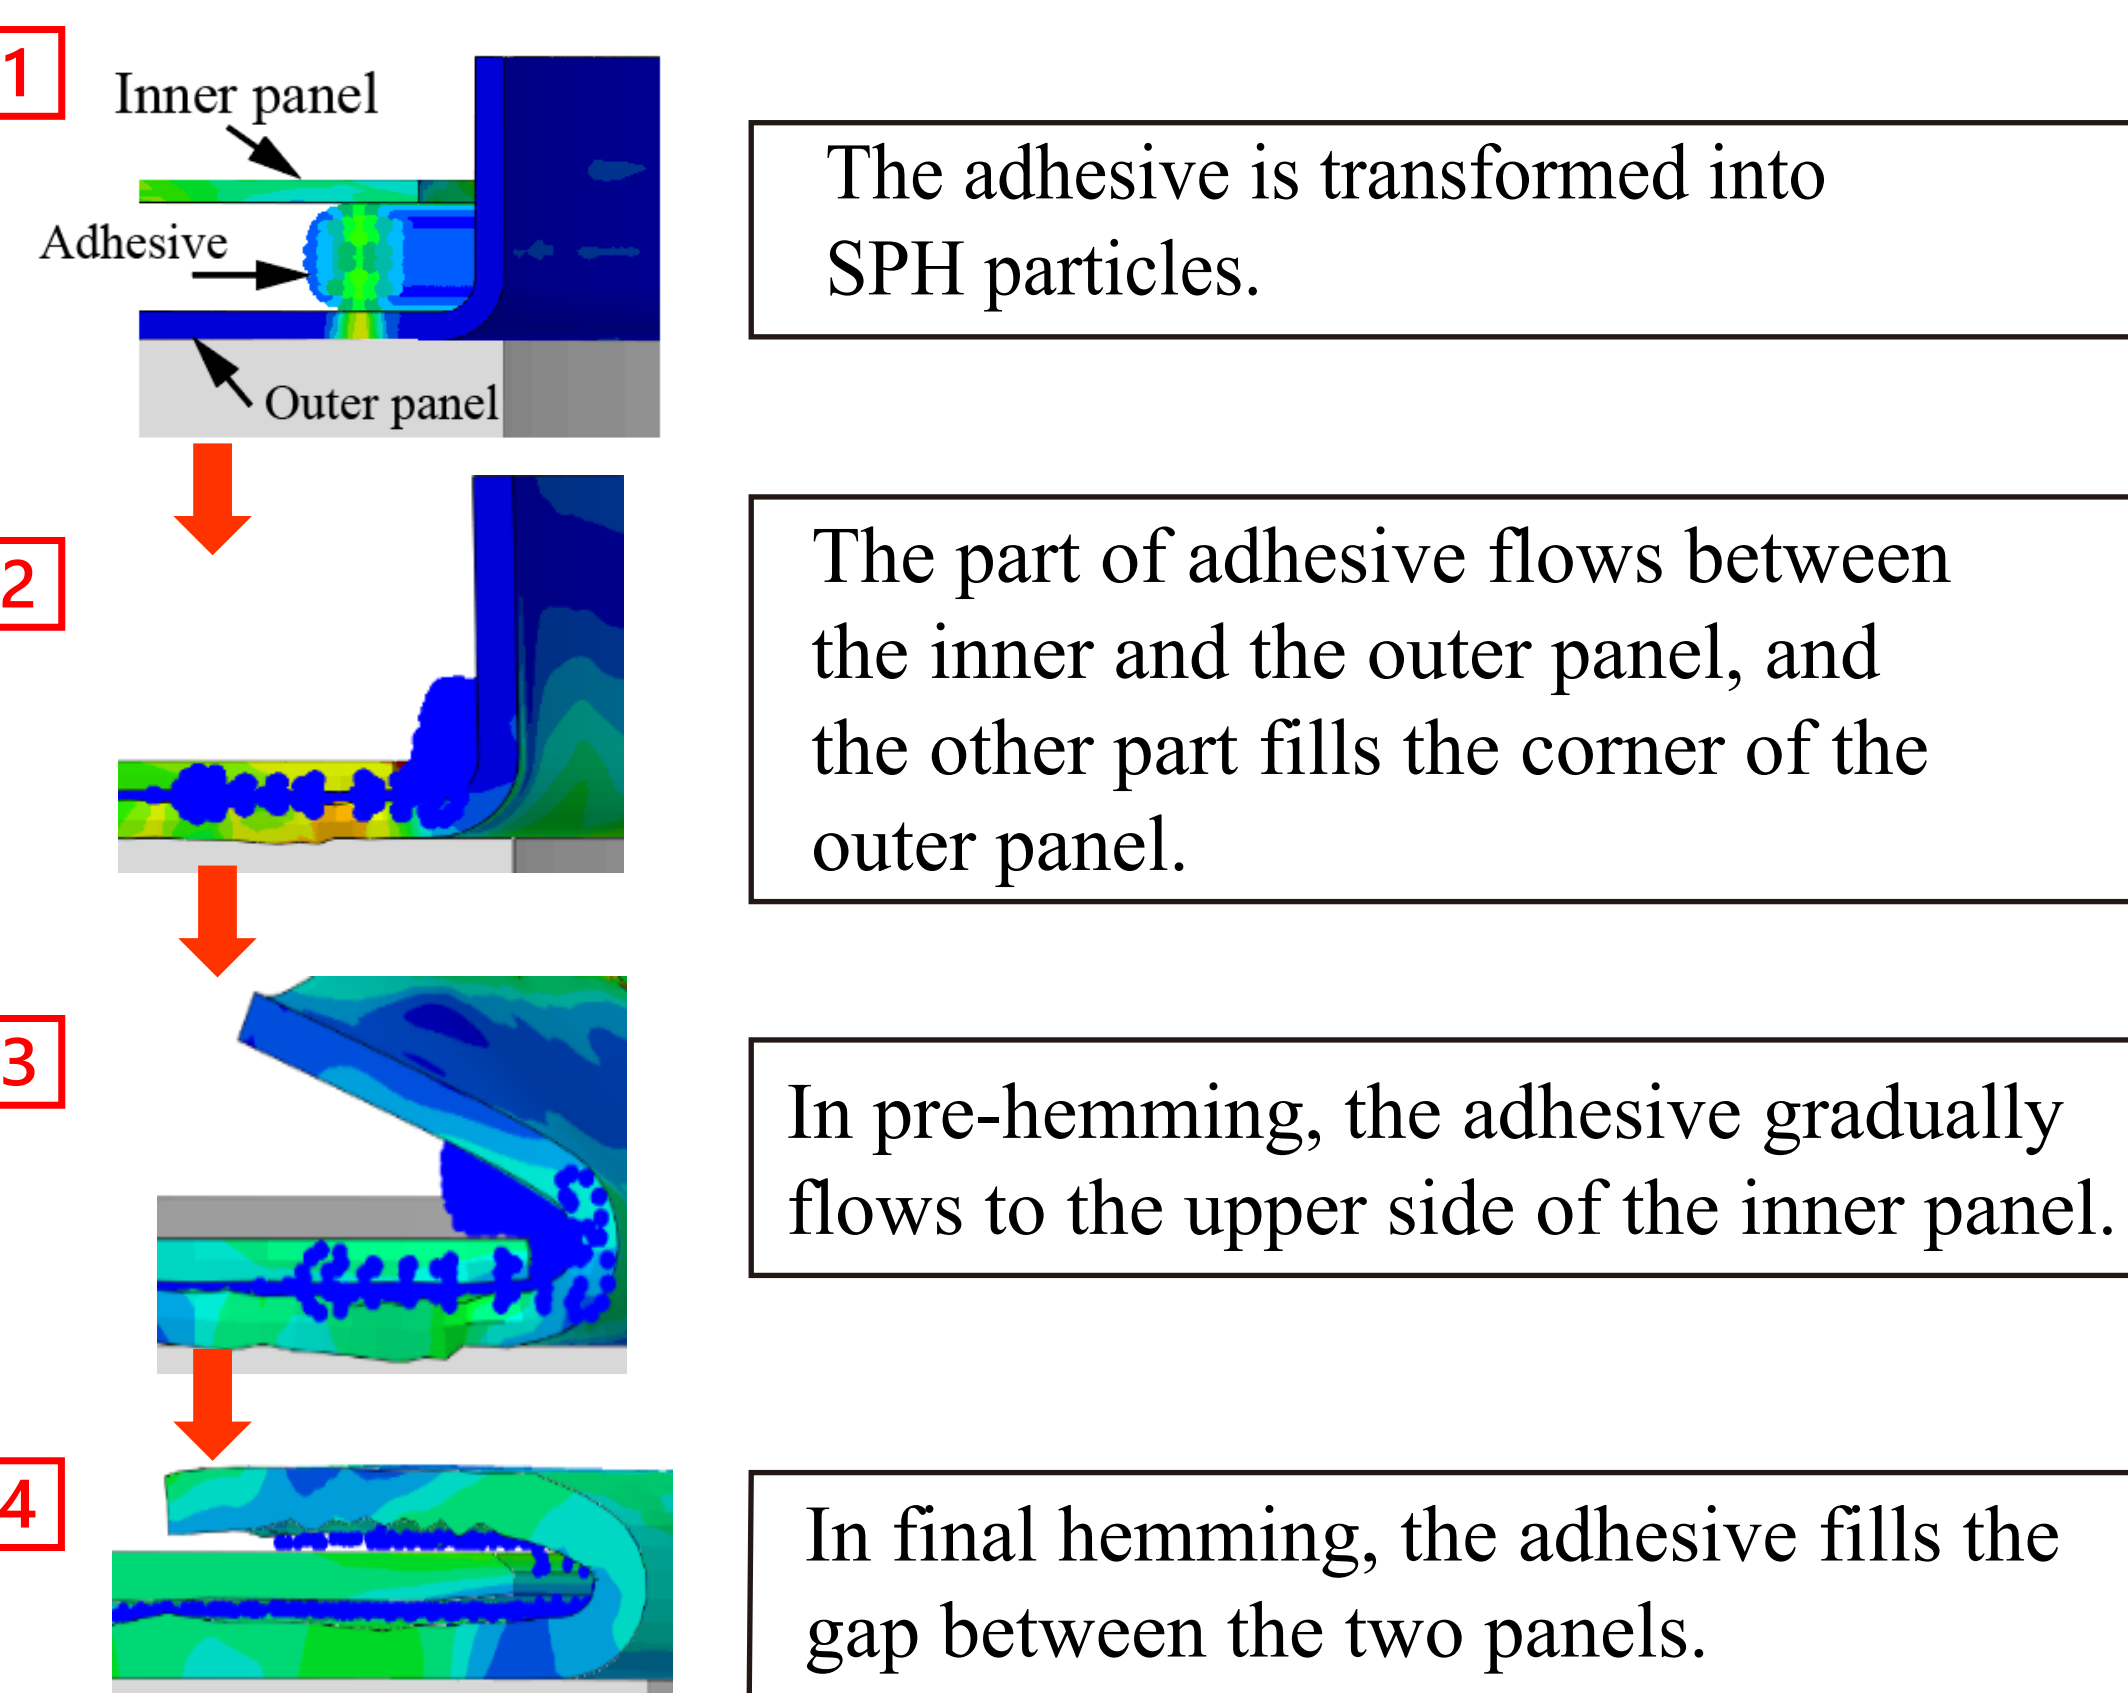 1
Inner panel
Adhesive
Outer panel
The adhesive is transformed into
SPH particles.
2
The part of adhesive flows between
the inner and the outer panel, and
the other part fills the corner of the
outer panel.
3
In pre-hemming, the adhesive gradually
flows to the upper side of the inner panel.
4
In final hemming, the adhesive fills the
gap between the two panels.